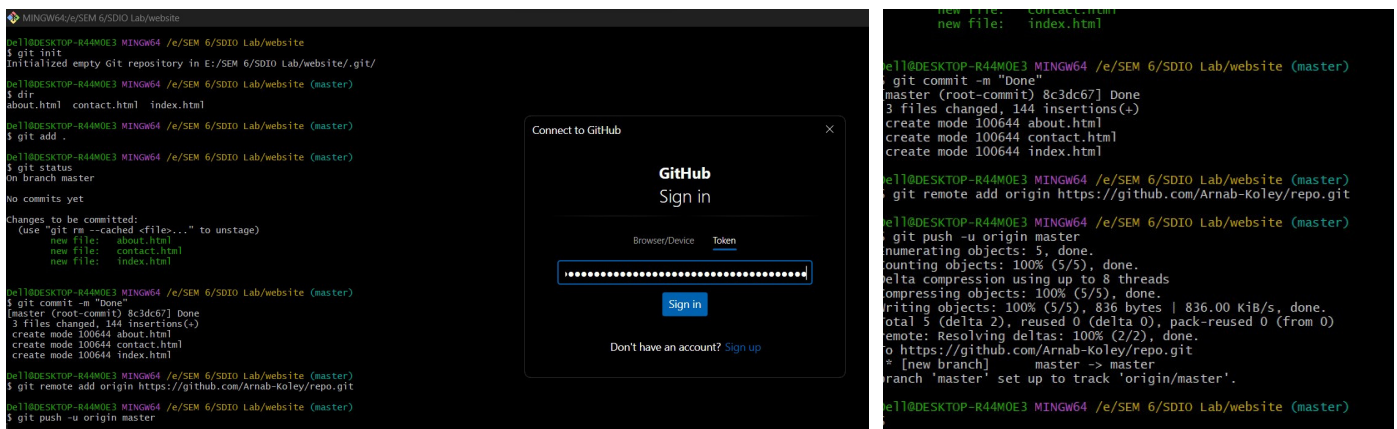 MINGW64:/e/SEM 6/SDIO Lab/website
Dell@DESKTOP-R44MOE3 MINGW64 /e/SEM 6/SDIO Lab/website
$ git init
Initialized empty Git repository in E:/SEM 6/SDIO Lab/website/.git/
Dell@DESKTOP-R44MOE3 MINGW64 /e/SEM 6/SDIO Lab/website (master)
$ dir
about.html  contact.html  index.html
Dell@DESKTOP-R44MOE3 MINGW64 /e/SEM 6/SDIO Lab/website (master)
$ git add .
Dell@DESKTOP-R44MOE3 MINGW64 /e/SEM 6/SDIO Lab/website (master)
$ git status
On branch master
No commits yet
Changes to be committed:
(use "git rm --cached <file>..." to unstage)
new file:   about.html
new file:   contact.html
new file:   index.html
Dell@DESKTOP-R44MOE3 MINGW64 /e/SEM 6/SDIO Lab/website (master)
$ git commit -m "Done"
[master (root-commit) 8c3dc67] Done
3 files changed, 144 insertions(+)
create mode 100644 about.html
create mode 100644 contact.html
create mode 100644 index.html
Dell@DESKTOP-R44MOE3 MINGW64 /e/SEM 6/SDIO Lab/website (master)
$ git remote add origin https://github.com/Arnab-Koley/repo.git
Dell@DESKTOP-R44MOE3 MINGW64 /e/SEM 6/SDIO Lab/website (master)
$ git push -u origin master
Connect to GitHub
GitHub
Sign in
Browser/Device Token
Sign in
Don't have an account? Sign up
new file:   contact.html
new file:   index.html
ell@DESKTOP-R44MOE3 MINGW64 /e/SEM 6/SDIO Lab/website (master)
git commit -m "Done"
[master (root-commit) 8c3dc67] Done
3 files changed, 144 insertions(+)
create mode 100644 about.html
create mode 100644 contact.html
create mode 100644 index.html
ell@DESKTOP-R44MOE3 MINGW64 /e/SEM 6/SDIO Lab/website (master)
git remote add origin https://github.com/Arnab-Koley/repo.git
ell@DESKTOP-R44MOE3 MINGW64 /e/SEM 6/SDIO Lab/website (master)
git push -u origin master
numerating objects: 5, done.
ounting objects: 100% (5/5), done.
elta compression using up to 8 threads
ompressing objects: 100% (5/5), done.
riting objects: 100% (5/5), 836 bytes | 836.00 KiB/s, done.
otal 5 (delta 2), reused 0 (delta 0), pack-reused 0 (from 0)
emote: Resolving deltas: 100% (2/2), done.
o https://github.com/Arnab-Koley/repo.git
* [new branch]      master -> master
ranch 'master' set up to track 'origin/master'.
ell@DESKTOP-R44MOE3 MINGW64 /e/SEM 6/SDIO Lab/website (master)